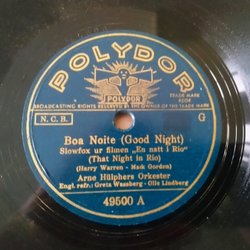 POLYDOR
POLYDOR
TRADE MARK
BROADCASTING RIGHTS RESERVED BY THE OWNER OF THE TRADE MARK
N.C.B.
G
Boa Noite (Good Night)
Slowfox ur filmen „En natt i Rio"
(That Night in Rio)
(Harry Warren - Mack Gordon)
Arne Hülphers Orkester
Engl. refr.: Greta Wassberg - Olle Lindberg
49500 A